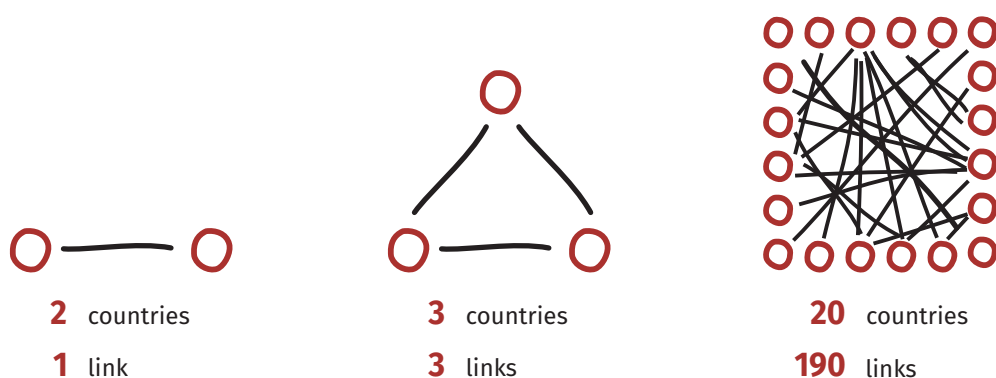 2 countries
1 link
3 countries
3 links
20 countries
190 links